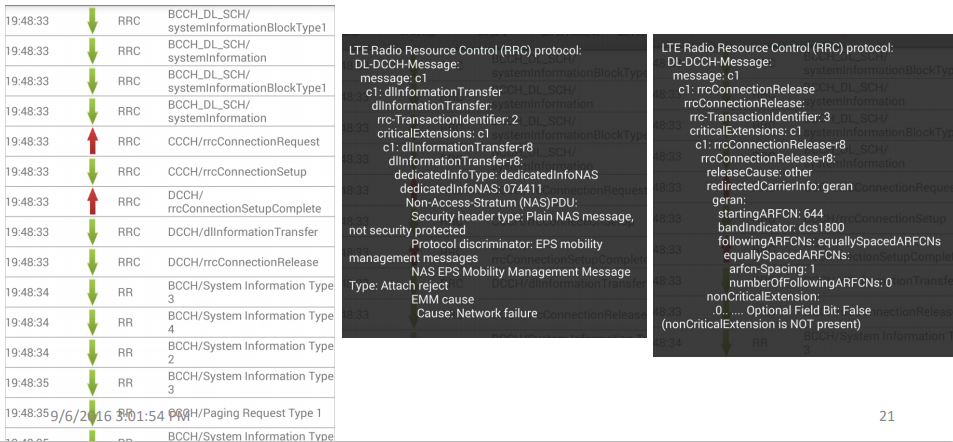 19:48:33 RRC BCCH_DL_SCH/
systemInformationBlockType1
19:48:33 RRC BCCH_DL_SCH/
systemInformation
19:48:33 RRC BCCH_DL_SCH/
systemInformationBlockType1
19:48:33 RRC BCCH_DL_SCH/
systemInformation
19:48:33 RRC CCCH/rrcConnectionRequest
19:48:33 RRC CCCH/rrcConnectionSetup
19:48:33 RRC DCCH/
rrcConnectionSetupComplete
19:48:33 RRC DCCH/dlInformationTransfer
19:48:33 RRC DCCH/rrcConnectionRelease
19:48:34 RR BCCH/System Information Type
3
19:48:34 RR BCCH/System Information Type
4
19:48:34 RR BCCH/System Information Type
2
19:48:35 RR BCCH/System Information Type
3
19:48:35 RR CCCH/Paging Request Type 1
RR BCCH/System Information Type
LTE Radio Resource Control (RRC) protocol:
DL-DCCH-Message:
message: c1
c1: dlInformationTransfer
dlInformationTransfer:
rrc-TransactionIdentifier: 2
criticalExtensions: c1
c1: dlInformationTransfer-r8
dlInformationTransfer-r8:
dedicatedInfoType: dedicatedInfoNAS
dedicatedInfoNAS: 074411
Non-Access-Stratum (NAS)PDU:
Security header type: Plain NAS message,
not security protected
Protocol discriminator: EPS mobility
management messages
NAS EPS Mobility Management Message
Type: Attach reject
EMM cause
Cause: Network failure
LTE Radio Resource Control (RRC) protocol:
DL-DCCH-Message:
message: c1
c1: rrcConnectionRelease
rrcConnectionRelease:
rrc-TransactionIdentifier: 3
criticalExtensions: c1
c1: rrcConnectionRelease-r8
rrcConnectionRelease-r8:
releaseCause: other
redirectedCarrierInfo: geran
geran:
startingARFCN: 644
bandIndicator: dcs1800
followingARFCNs: equallySpacedARFCNs
equallySpacedARFCNs:
arfcn-Spacing: 1
numberOfFollowingARFCNs: 0
nonCriticalExtension:
.0.. .... Optional Field Bit: False
(nonCriticalExtension is NOT present)
9/6/2016 3:01:54 PM
21